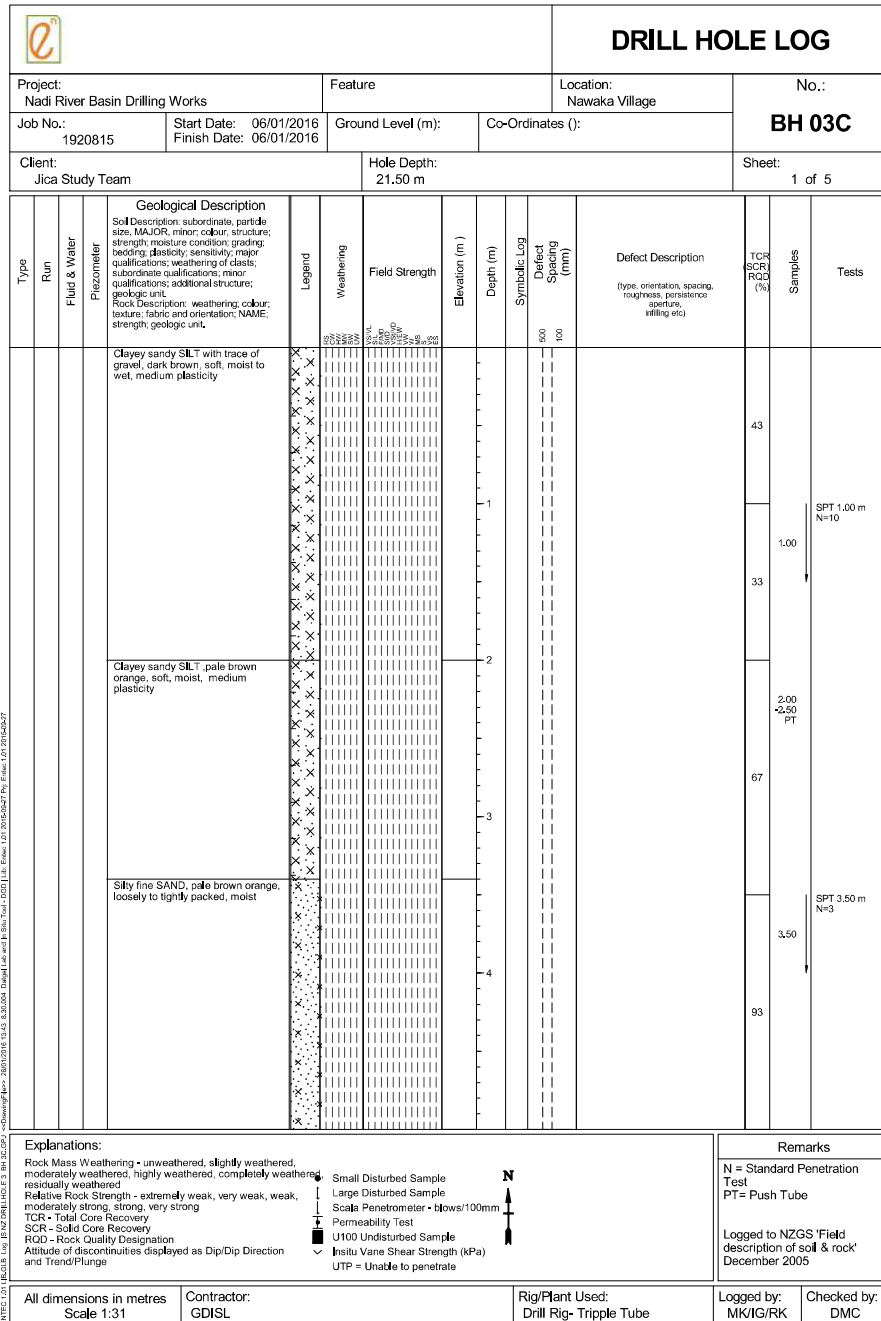 DRILL HOLE LOG
Project:
Nadi River Basin Drilling Works
Feature
Location:
Nawaka Village
No.:
BH 03C
Job No.:
1920815
Start Date: 06/01/2016
Finish Date: 06/01/2016
Ground Level (m):
Co-Ordinates ():
Client:
Jica Study Team
Hole Depth:
21.50 m
Sheet:
1 of 5
Type
Run
Fluid & Water
Piezometer
Geological Description
Soil Description: subordinate, particle
size, MAJOR, minor; colour, structure;
strength; moisture condition; grading;
bedding; plasticity; sensitivity; major
qualifications; weathering of clasts;
subordinate qualifications; minor
qualifications; additional structure;
geologic unit.
Rock Description: weathering; colour;
texture; fabric and orientation; NAME;
strength; geologic unit.
Legend
Weathering
Field Strength
Elevation (m )
Depth (m)
Symbolic Log
Defect
Spacing
(mm)
500
100
Defect Description
(type, orientation, spacing,
roughness, persistence
aperture,
infilling etc)
TCR
(SCR)
RQD
(%)
Samples
Tests
Clayey sandy SILT with trace of
gravel, dark brown, soft, moist to
wet, medium plasticity
43
1
SPT 1.00 m
N=10
1.00
33
2
Clayey sandy SILT ,pale brown
orange, soft, moist, medium
plasticity
2.00
-2.50
PT
67
3
Silty fine SAND, pale brown orange,
loosely to tightly packed, moist
SPT 3.50 m
N=3
3.50
4
93
Explanations:
Rock Mass Weathering - unweathered, slightly weathered,
moderately weathered, highly weathered, completely weathered
residually weathered
Relative Rock Strength - extremely weak, very weak, weak,
moderately strong, strong, very strong
TCR - Total Core Recovery
SCR - Solid Core Recovery
RQD - Rock Quality Designation
Attitude of discontinuities displayed as Dip/Dip Direction
and Trend/Plunge
Small Disturbed Sample
Large Disturbed Sample
Scala Penetrometer - blows/100mm
Permeability Test
U100 Undisturbed Sample
Insitu Vane Shear Strength (kPa)
UTP = Unable to penetrate
N
Remarks
N = Standard Penetration
Test
PT= Push Tube
Logged to NZGS 'Field
description of soil & rock'
December 2005
All dimensions in metres
Scale 1:31
Contractor:
GDISL
Rig/Plant Used:
Drill Rig- Tripple Tube
Logged by:
MK/IG/RK
Checked by:
DMC